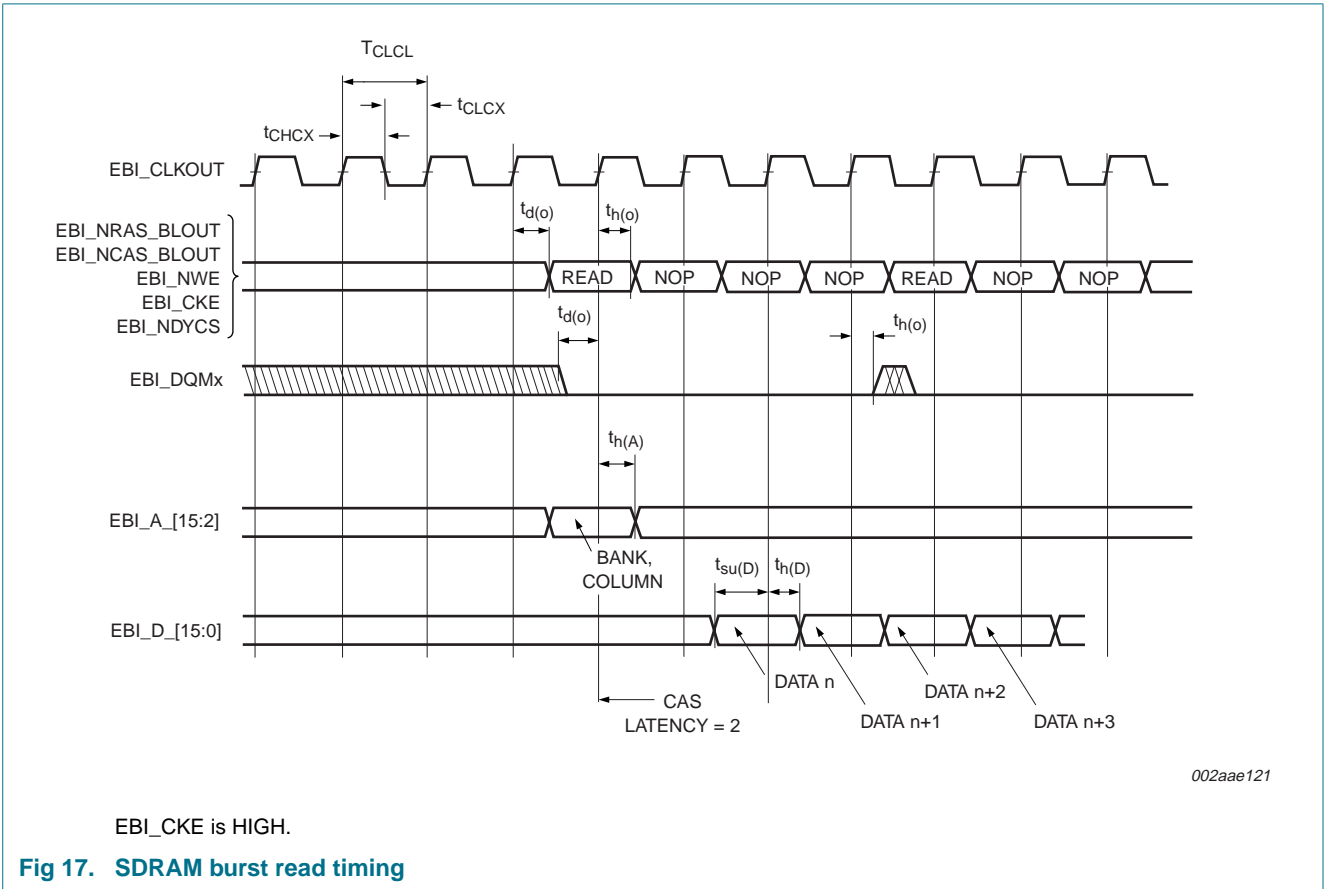 TCLCL
tCLCX
tCHCX
EBI_CLKOUT
td(o)
th(o)
EBI_NRAS_BLOUT
EBI_NCAS_BLOUT
EBI_NWE
EBI_CKE
EBI_NDYCS
READ NOP NOP NOP READ NOP NOP
td(o)
th(o)
EBI_DQMx
th(A)
EBI_A_[15:2]
BANK,
COLUMN
tsu(D) th(D)
EBI_D_[15:0]
DATA n
DATA n+1
DATA n+2
DATA n+3
CAS
LATENCY = 2
002aae121
EBI_CKE is HIGH.
Fig 17. SDRAM burst read timing